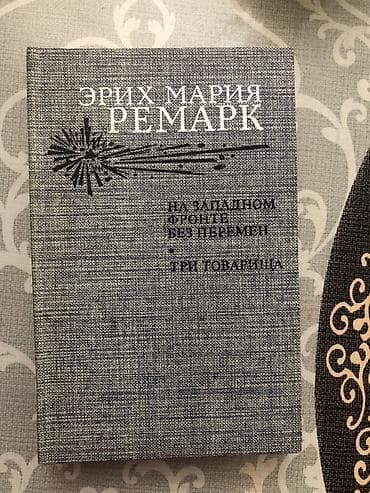 ЭРИХ МАРИЯ
РЕМАРК
НА ЗАПАДНОМ
ФРОНТЕ
БЕЗ ПЕРЕМЕН
•
ТРИ ТОВАРИЩА